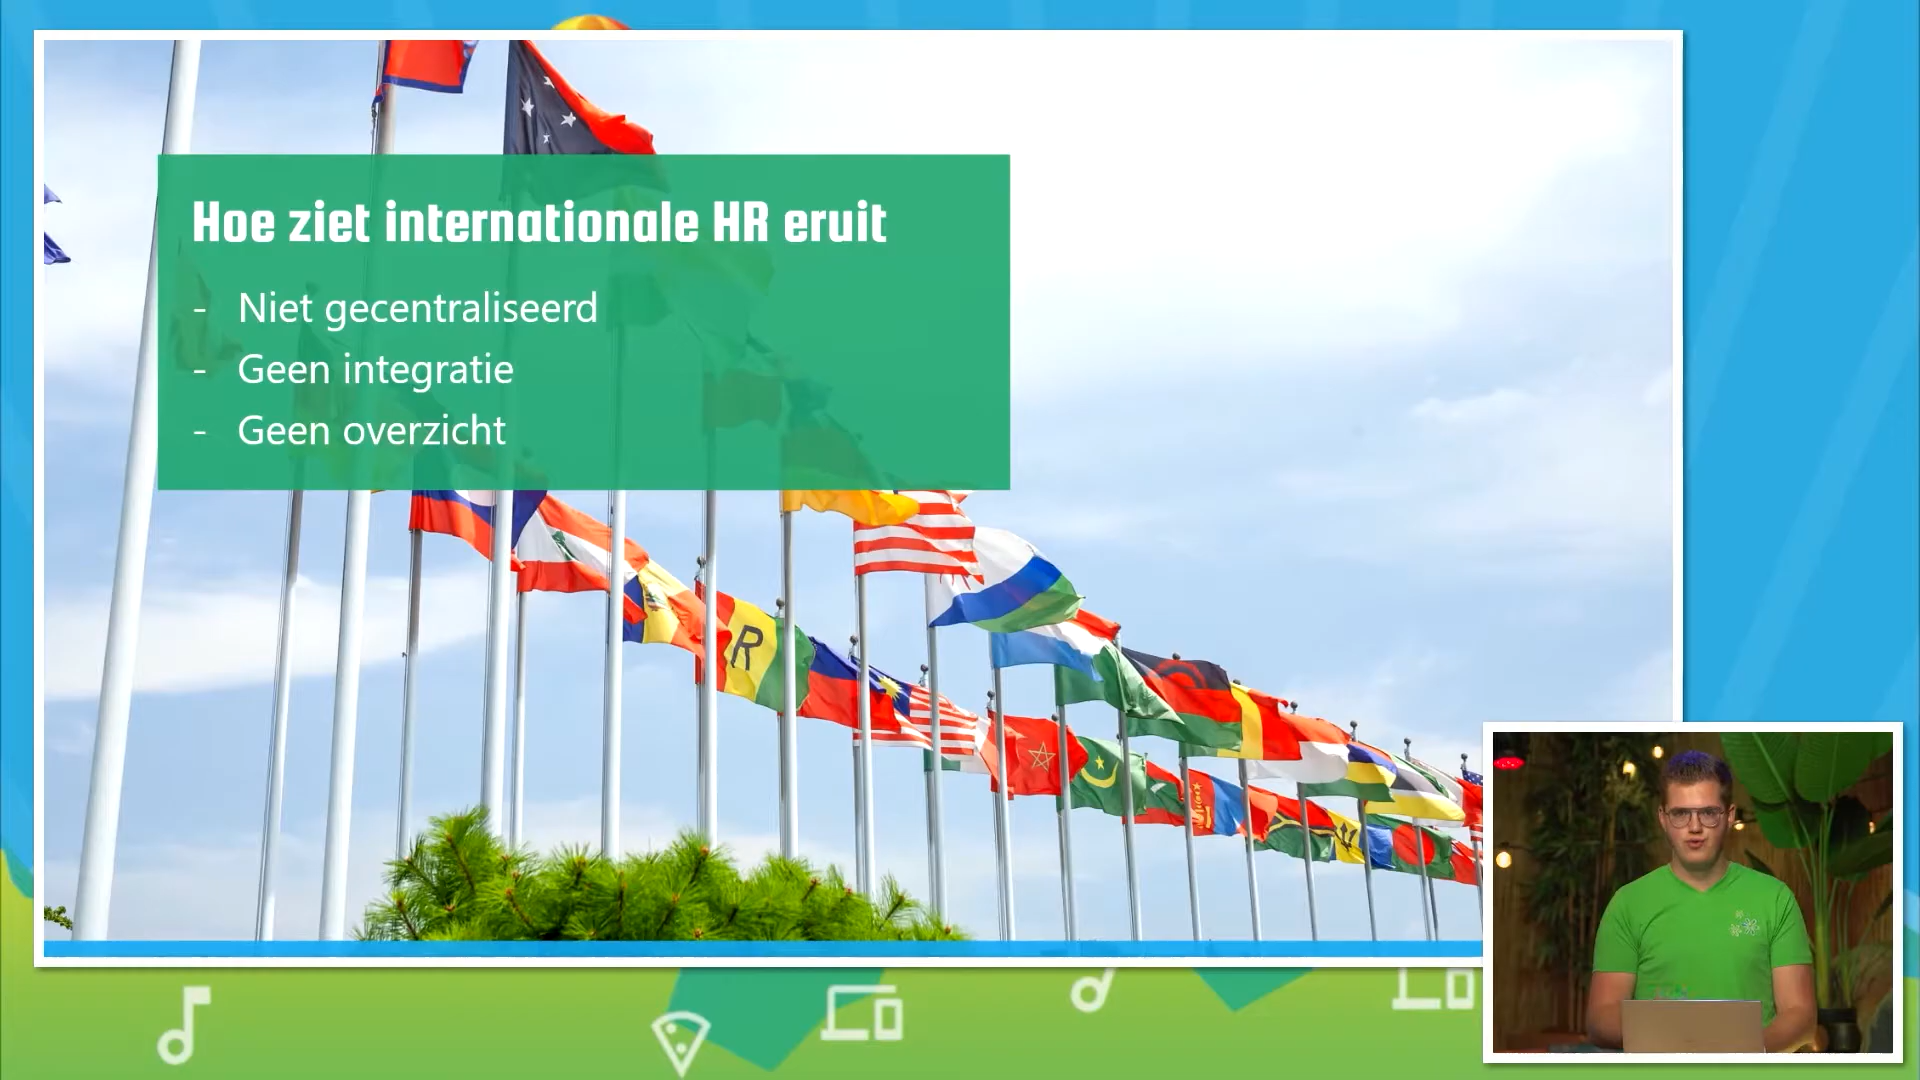 Hoe ziet internationale HR eruit
- Niet gecentraliseerd
- Geen integratie
- Geen overzicht
R